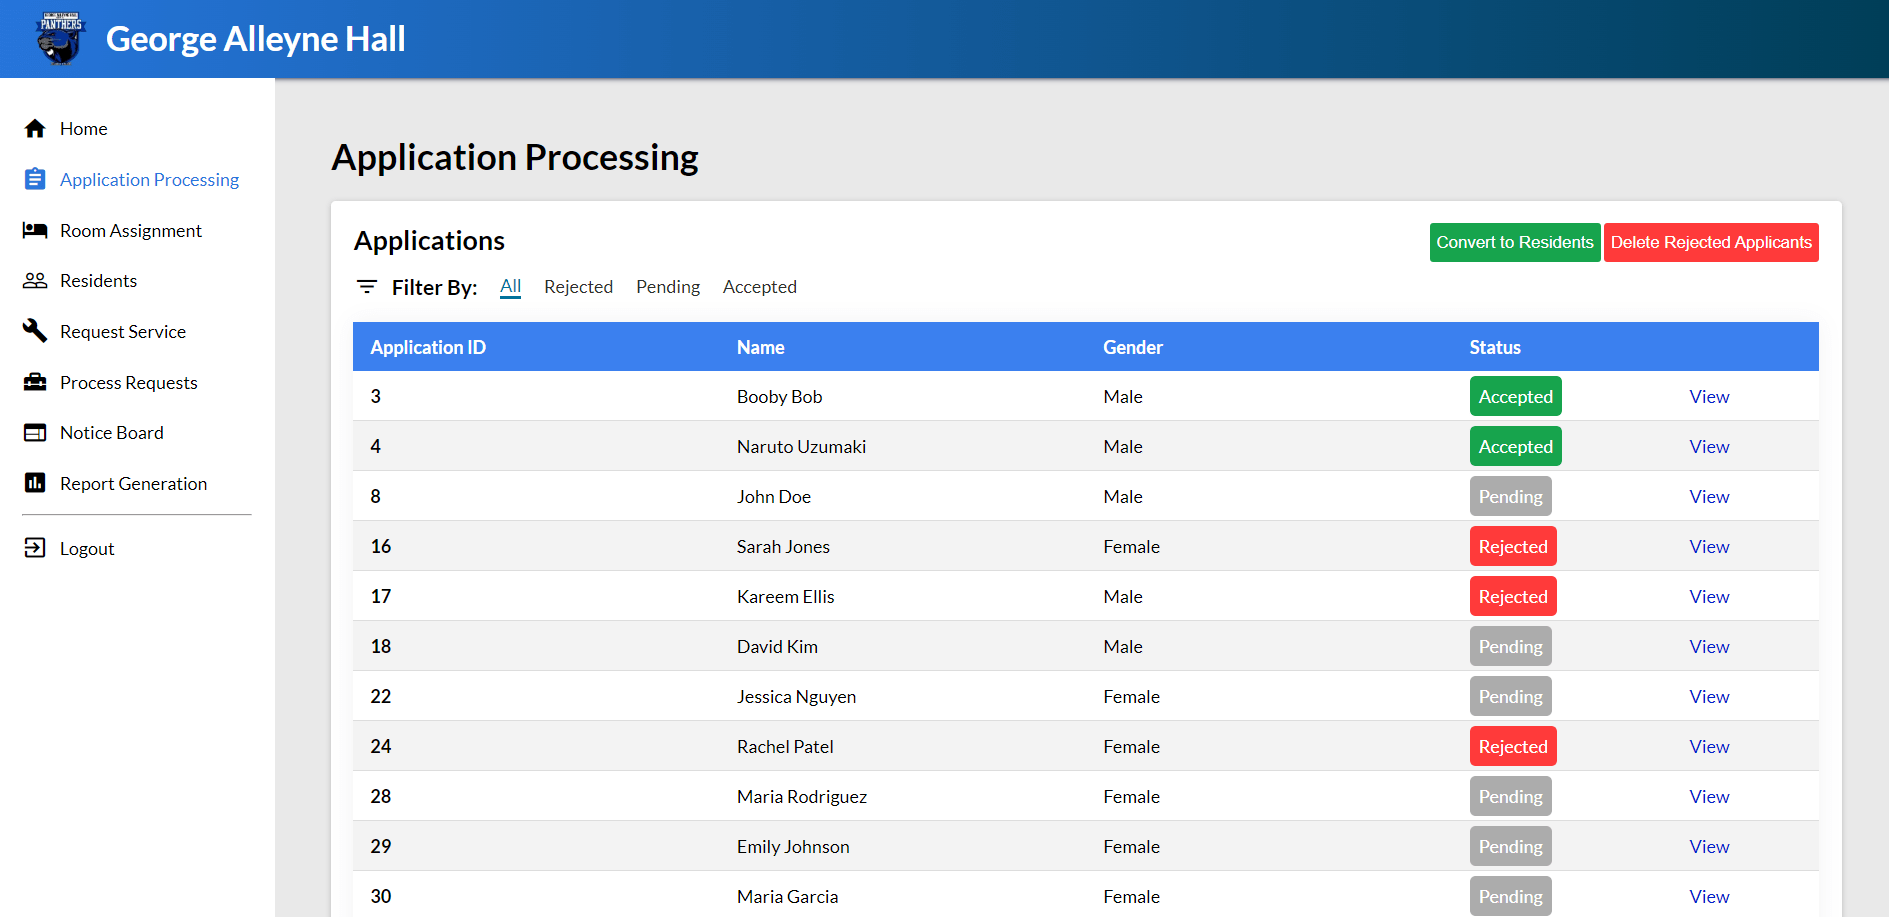 PANTHERS
George Alleyne Hall
Home
Application Processing
Room Assignment
Residents
Request Service
Process Requests
Notice Board
Report Generation
Logout
Application Processing
Applications
Convert to Residents Delete Rejected Applicants
Filter By: All Rejected Pending Accepted
Application ID Name Gender Status
3 Booby Bob Male Accepted View
4 Naruto Uzumaki Male Accepted View
8 John Doe Male Pending View
16 Sarah Jones Female Rejected View
17 Kareem Ellis Male Rejected View
18 David Kim Male Pending View
22 Jessica Nguyen Female Pending View
24 Rachel Patel Female Rejected View
28 Maria Rodriguez Female Pending View
29 Emily Johnson Female Pending View
30 Maria Garcia Female Pending View